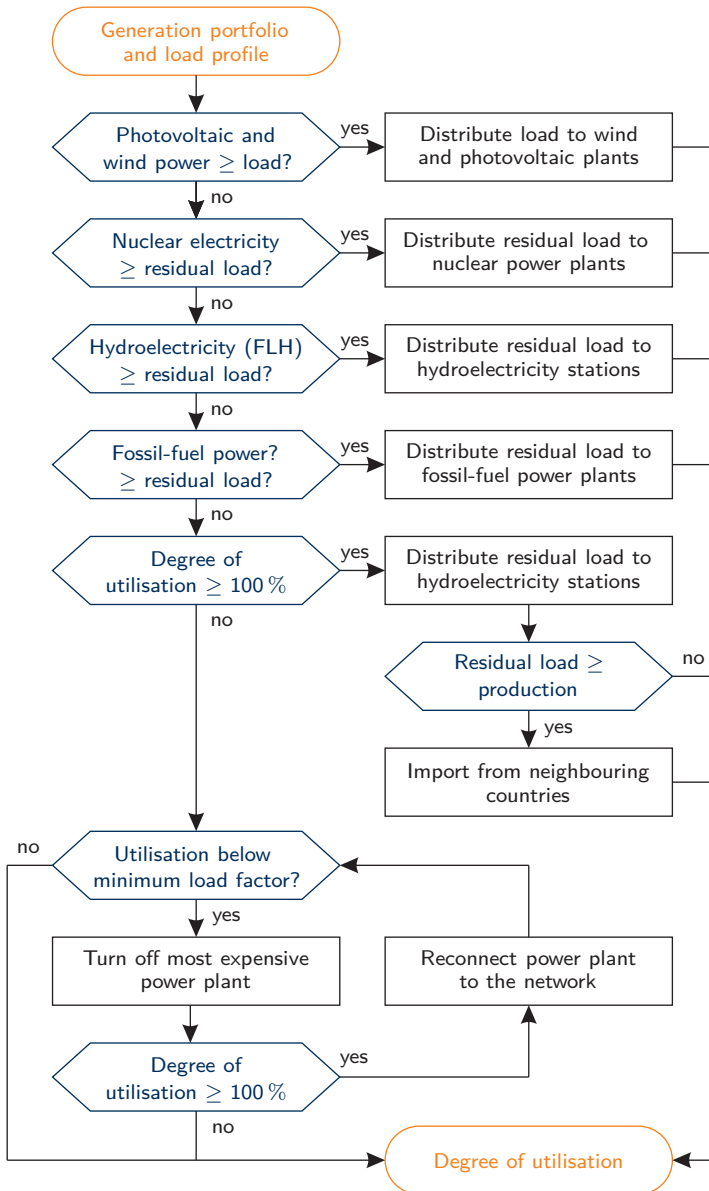 Generation portfolio
and load profile
Photovoltaic and
wind power ≥ load?
yes
Distribute load to wind
and photovoltaic plants
no
Nuclear electricity
≥ residual load?
yes
Distribute residual load to
nuclear power plants
no
Hydroelectricity (FLH)
≥ residual load?
yes
Distribute residual load to
hydroelectricity stations
no
Fossil-fuel power?
≥ residual load?
yes
Distribute residual load to
fossil-fuel power plants
no
Degree of
utilisation ≥ 100 %
yes
Distribute residual load to
hydroelectricity stations
no
Residual load ≥
production
no
yes
Import from neighbouring
countries
no
Utilisation below
minimum load factor?
yes
Turn off most expensive
power plant
Reconnect power plant
to the network
Degree of
utilisation ≥ 100 %
yes
no
Degree of utilisation